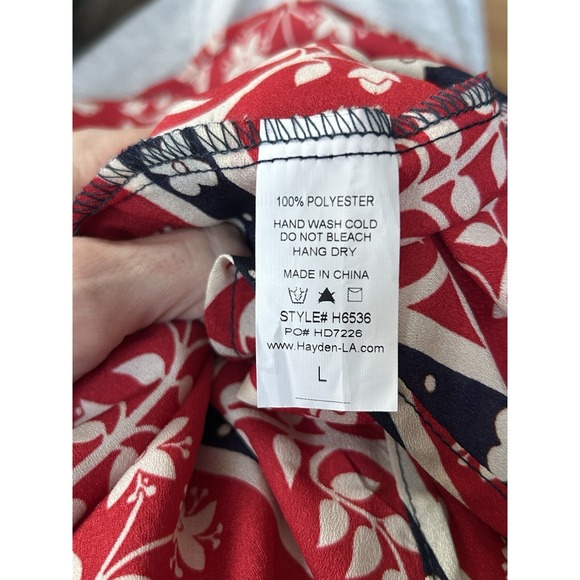 100% POLYESTER
HAND WASH COLD
DO NOT BLEACH
HANG DRY
MADE IN CHINA
STYLE# H6536
PO# HD7226
www.Hayden-LA.com
L